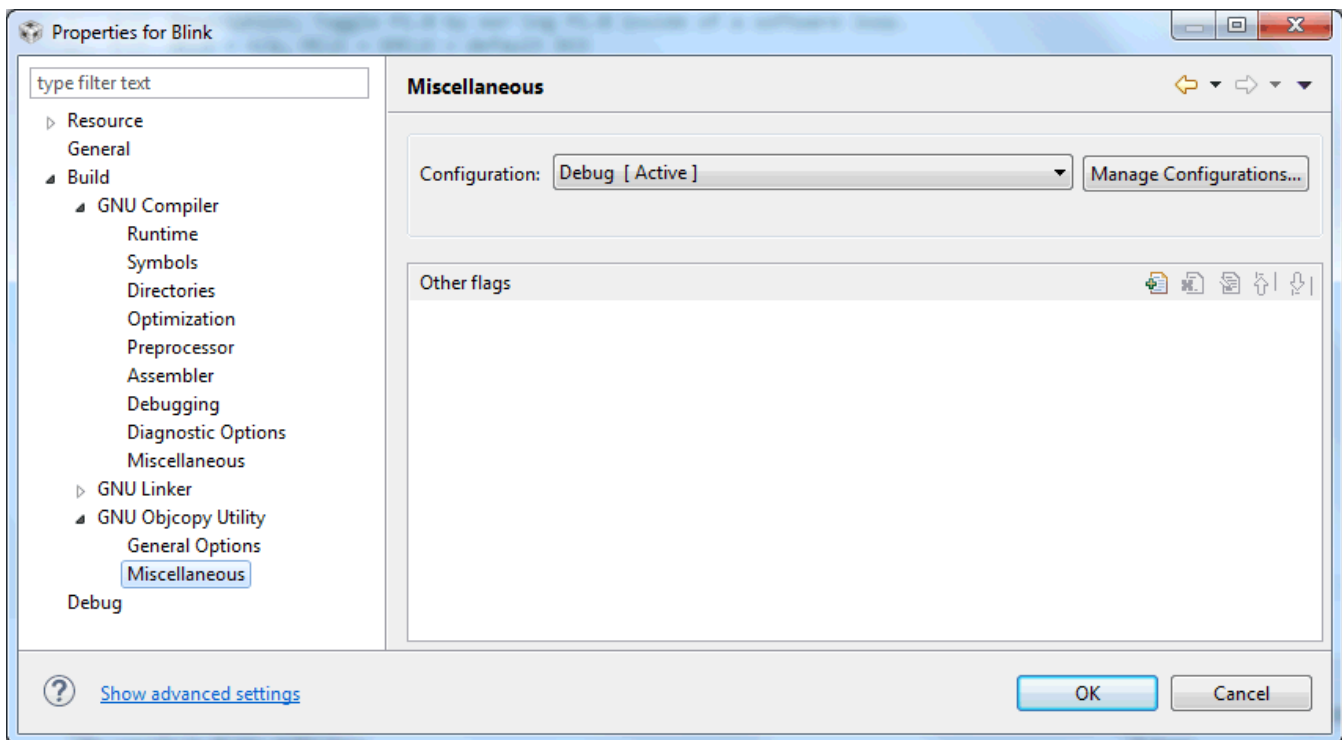 Properties for Blink
type filter text
Resource
General
Build
GNU Compiler
Runtime
Symbols
Directories
Optimization
Preprocessor
Assembler
Debugging
Diagnostic Options
Miscellaneous
GNU Linker
GNU Objcopy Utility
General Options
Miscellaneous
Debug
Miscellaneous
Configuration: Debug [ Active ] Manage Configurations...
Other flags
Show advanced settings
OK Cancel